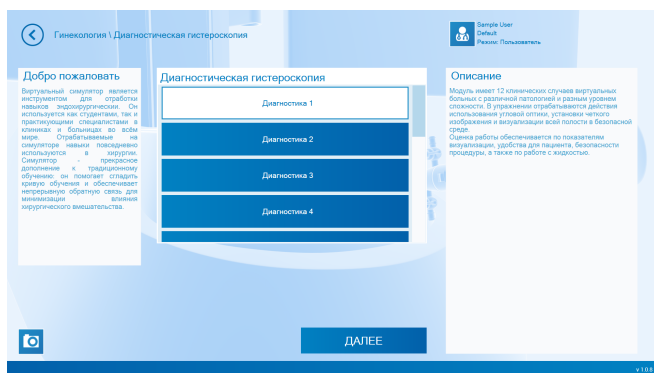 Гинекология \ Диагностическая гистероскопия
Sample User
Default
Режим: Пользователь
Добро пожаловать
Виртуальный симулятор является
инструментом для отработки
навыков эндохирургически. Он
используется как студентами, так и
практикующими специалистами в
клиниках и больницах во всём
мире. Отрабатываемые на
симуляторе навыки повседневно
используются в хирургии.
Симулятор - прекрасное
дополнение к традиционному
обучению: он помогает сгладить
кривую обучения и обеспечивает
непрерывную обратную связь для
минимизации влияния
хирургического вмешательства.
Диагностическая гистероскопия
Диагностика 1
Диагностика 2
Диагностика 3
Диагностика 4
Описание
Модуль имеет 12 клинических случаев виртуальных
больных с различной патологией и разным уровнем
сложности. В упражнении отрабатываются действия
использования угловой оптики, установки четкого
изображения и визуализации всей полости в безопасной
среде.
Оценка работы обеспечивается по показателям
визуализации, удобства для пациента, безопасности
процедуры, а также по работе с жидкостью.
ДАЛЕЕ
v 1.0.8